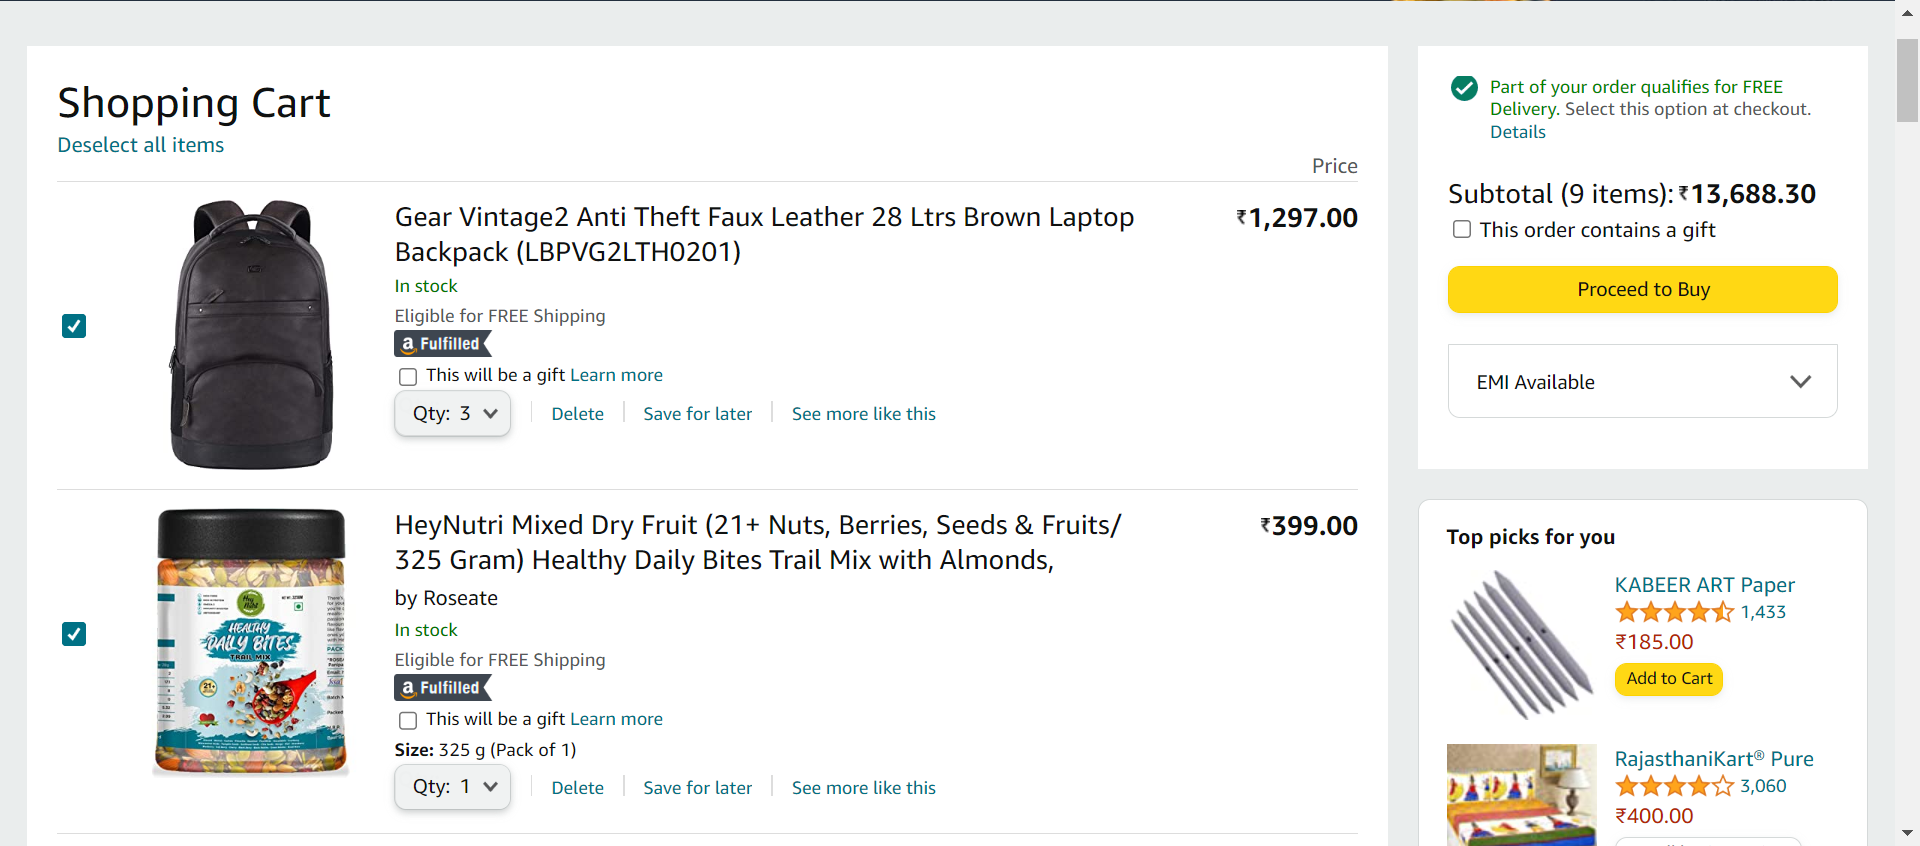 Shopping Cart
Deselect all items
Price
Gear Vintage2 Anti Theft Faux Leather 28 Ltrs Brown Laptop
Backpack (LBPVG2LTH0201)
₹1,297.00
In stock
Eligible for FREE Shipping
a Fulfilled
This will be a gift Learn more
Qty: 3
Delete
Save for later
See more like this
HeyNutri Mixed Dry Fruit (21+ Nuts, Berries, Seeds & Fruits/
325 Gram) Healthy Daily Bites Trail Mix with Almonds,
₹399.00
by Roseate
In stock
Eligible for FREE Shipping
a Fulfilled
This will be a gift Learn more
Size: 325 g (Pack of 1)
Qty: 1
Delete
Save for later
See more like this
HEALTHY
DAILY BITES
TRAIL MIX
21+
Part of your order qualifies for FREE
Delivery. Select this option at checkout.
Details
Subtotal (9 items): ₹13,688.30
This order contains a gift
Proceed to Buy
EMI Available
Top picks for you
KABEER ART Paper
1,433
₹185.00
Add to Cart
RajasthaniKart® Pure
3,060
₹400.00